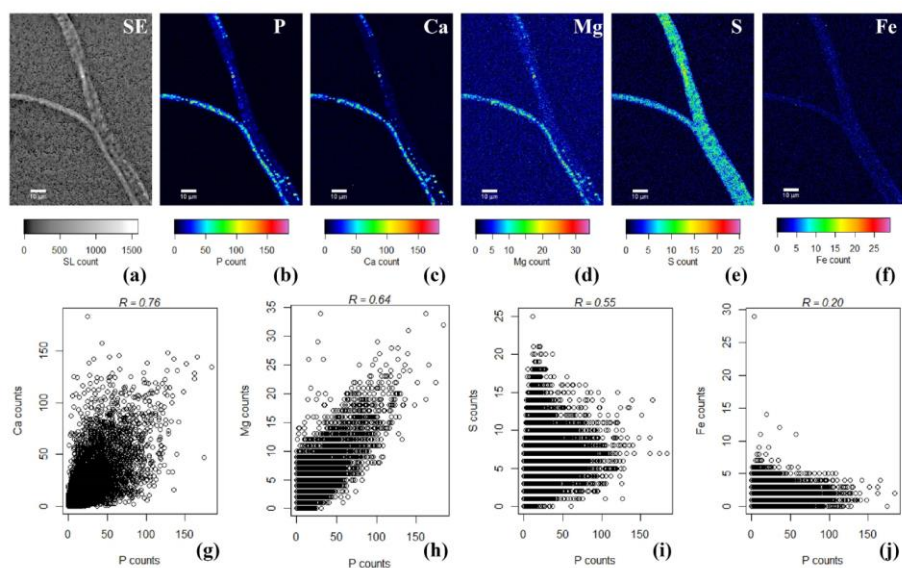 SE P Ca Mg S Fe
10 µm 10 µm 10 µm 10 µm 10 µm 10 µm
0 500 1000 1500 0 50 100 150 0 50 100 150 0 5 10 20 30 0 5 10 15 20 25 0 5 10 15 20 25
SL count P count Ca count Mg count S count Fe count
(a) (b) (c) (d) (e) (f)
R = 0.76 R = 0.64 R = 0.55 R = 0.20
150
100
50
0
Ca counts
0 50 100 150
P counts
(g)
35
30
25
20
15
10
5
0
Mg counts
0 50 100 150
P counts
(h)
25
20
15
10
5
0
S counts
0 50 100 150
P counts
(i)
30
25
20
15
10
5
0
Fe counts
0 50 100 150
P counts
(j)